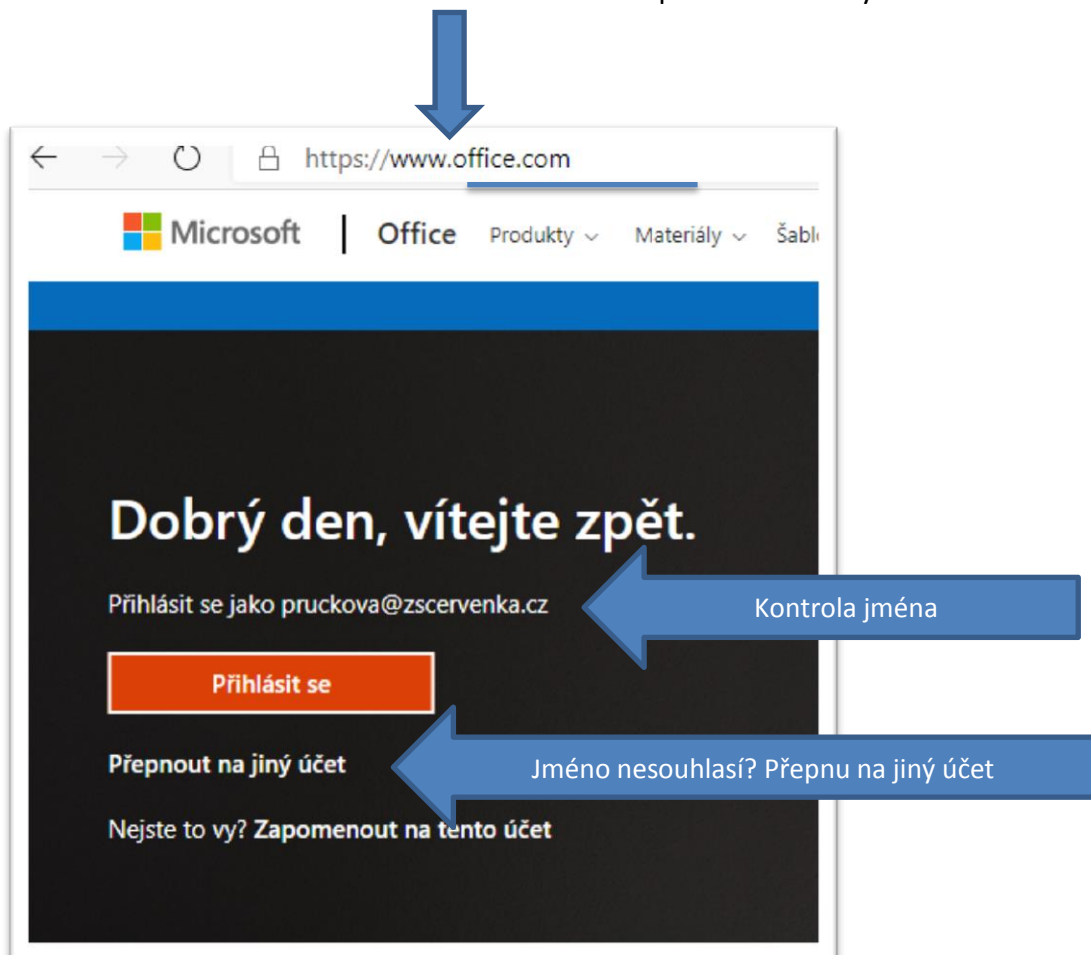 https://www.office.com
Microsoft | Office Produkty Materiály
Dobrý den, vítejte zpět.
Přihlásit se jako pruckova@zscervenka.cz
Kontrola jména
Přihlásit se
Přepnout na jiný účet
Jméno nesouhlasí? Přepnu na jiný účet
Nejste to vy? Zapomenout na tento účet